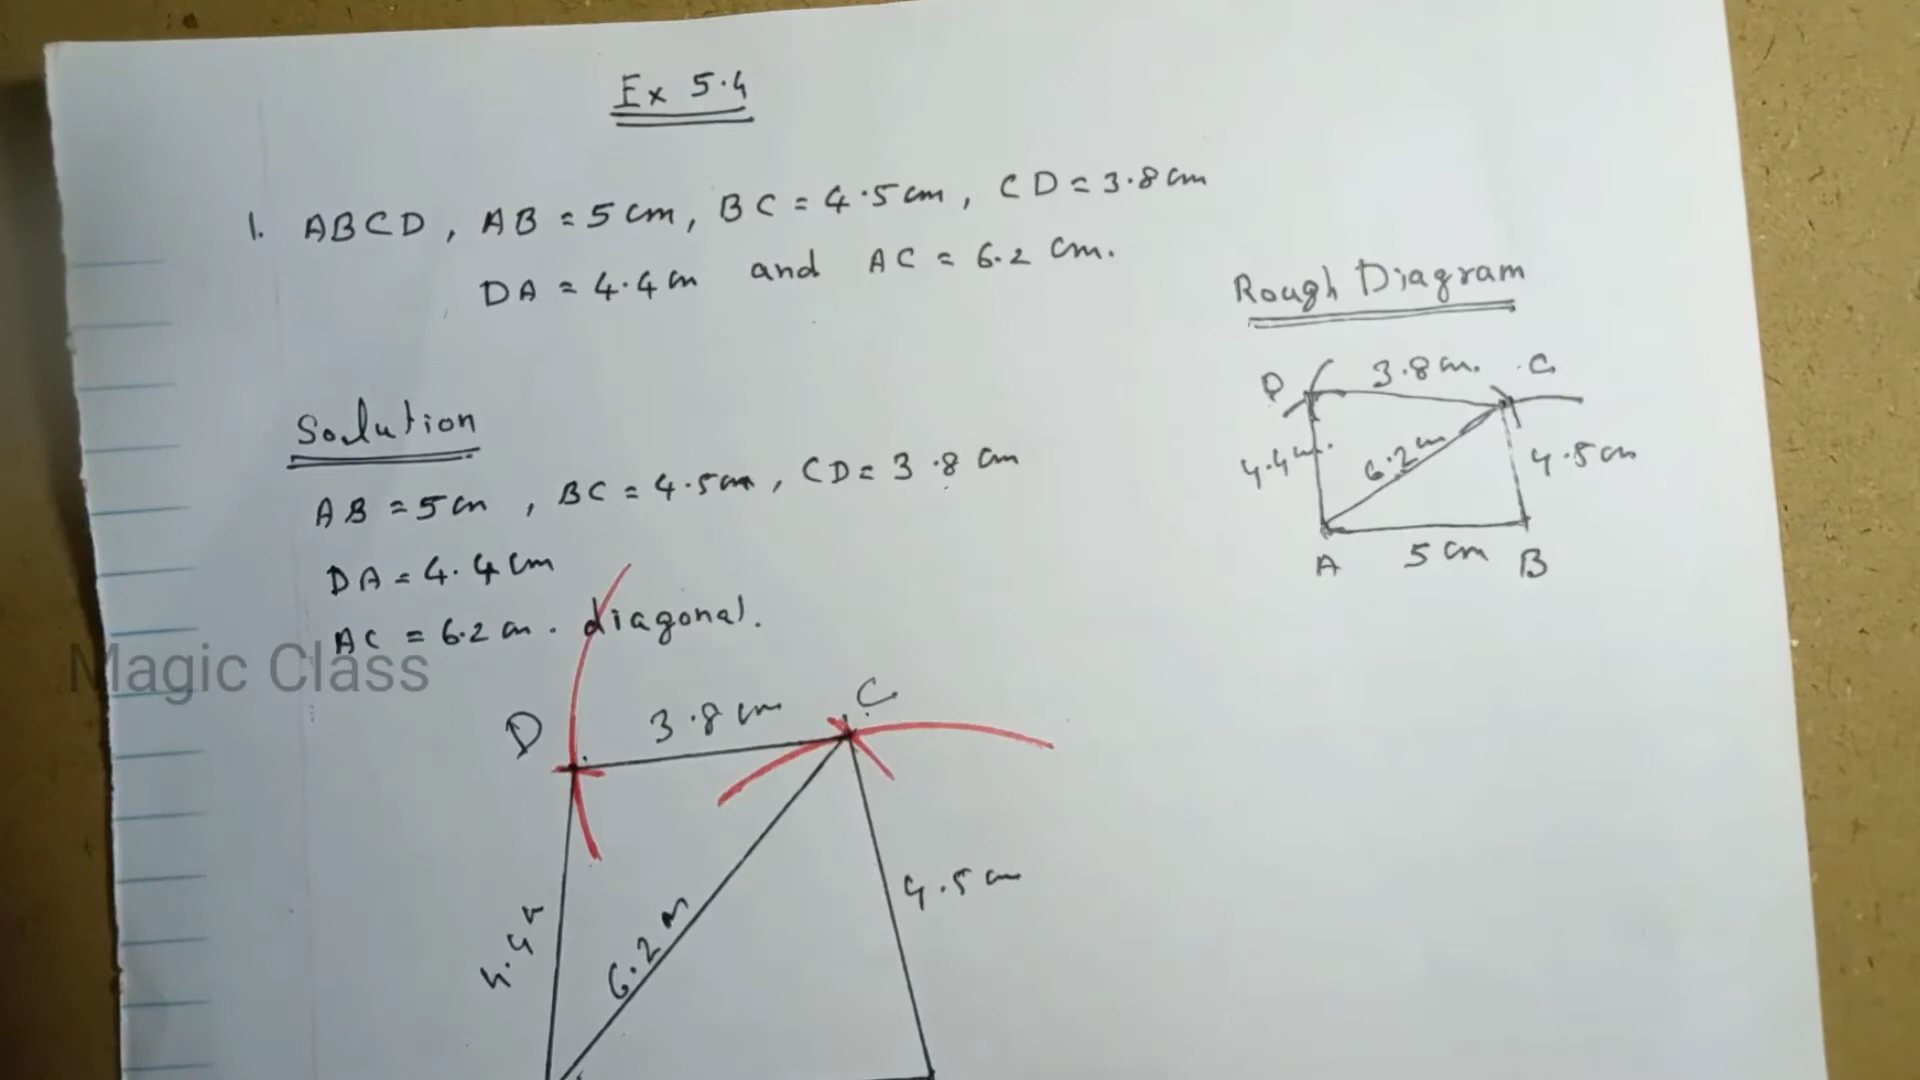 Ex 5.4
1. ABCD, AB = 5 cm, BC = 4.5 cm, CD = 3.8 cm
DA = 4.4 cm and AC = 6.2 cm.
Rough Diagram
D 3.8 cm. C
4.4 cm. 6.2 cm 4.5 cm
A 5 cm B
Solution
AB = 5 cm, BC = 4.5 cm, CD = 3.8 cm
DA = 4.4 cm
AC = 6.2 cm. diagonal.
Magic Class
D 3.8 cm C
4.5 cm
4.4
6.2 m